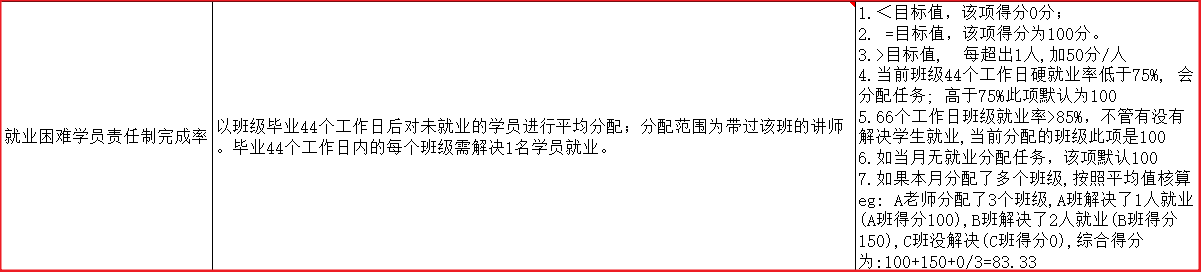 就业困难学员责任制完成率
以班级毕业44个工作日后对未就业的学员进行平均分配；分配范围为带过该班的讲师
。毕业44个工作日内的每个班级需解决1名学员就业。
1.＜目标值，该项得分0分；
2. =目标值，该项得分为100分。
3.>目标值， 每超出1人,加50分/人
4.当前班级44个工作日硬就业率低于75%, 会
分配任务; 高于75%此项默认为100
5.66个工作日班级就业率>85%，不管有没有
解决学生就业,当前分配的班级此项是100
6.如当月无就业分配任务，该项默认100
7.如果本月分配了多个班级,按照平均值核算
eg: A老师分配了3个班级,A班解决了1人就业
(A班得分100),B班解决了2人就业(B班得分
150),C班没解决(C班得分0),综合得分
为:100+150+0/3=83.33